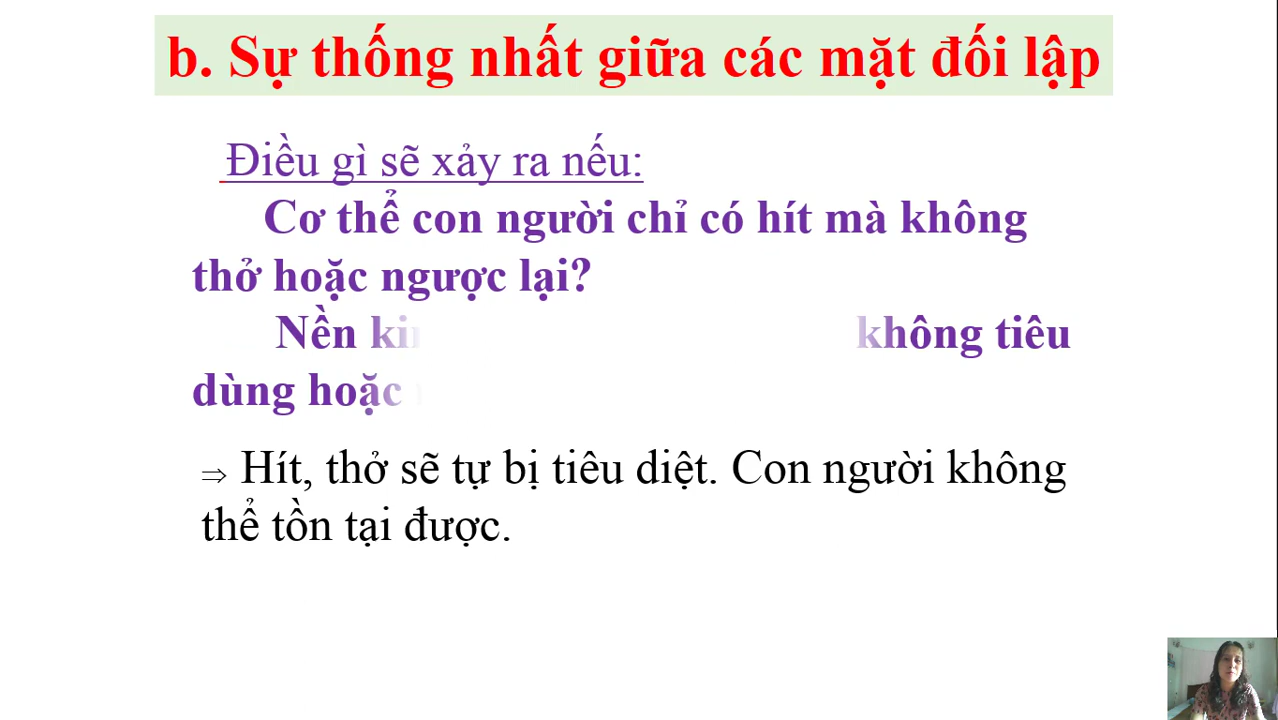 b. Sự thống nhất giữa các mặt đối lập
Điều gì sẽ xảy ra nếu:
Cơ thể con người chỉ có hít mà không
thở hoặc ngược lại?
Nền không tiêu
dùng hoặc
⇒ Hít, thở sẽ tự bị tiêu diệt. Con người không
thể tồn tại được.